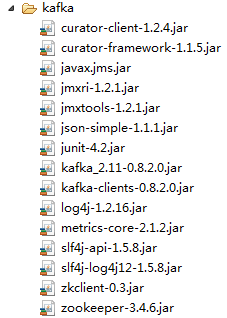 kafka
curator-client-1.2.4.jar
curator-framework-1.1.5.jar
javax.jms.jar
jmxri-1.2.1.jar
jmxtools-1.2.1.jar
json-simple-1.1.1.jar
junit-4.2.jar
kafka_2.11-0.8.2.0.jar
kafka-clients-0.8.2.0.jar
log4j-1.2.16.jar
metrics-core-2.1.2.jar
slf4j-api-1.5.8.jar
slf4j-log4j12-1.5.8.jar
zkclient-0.3.jar
zookeeper-3.4.6.jar